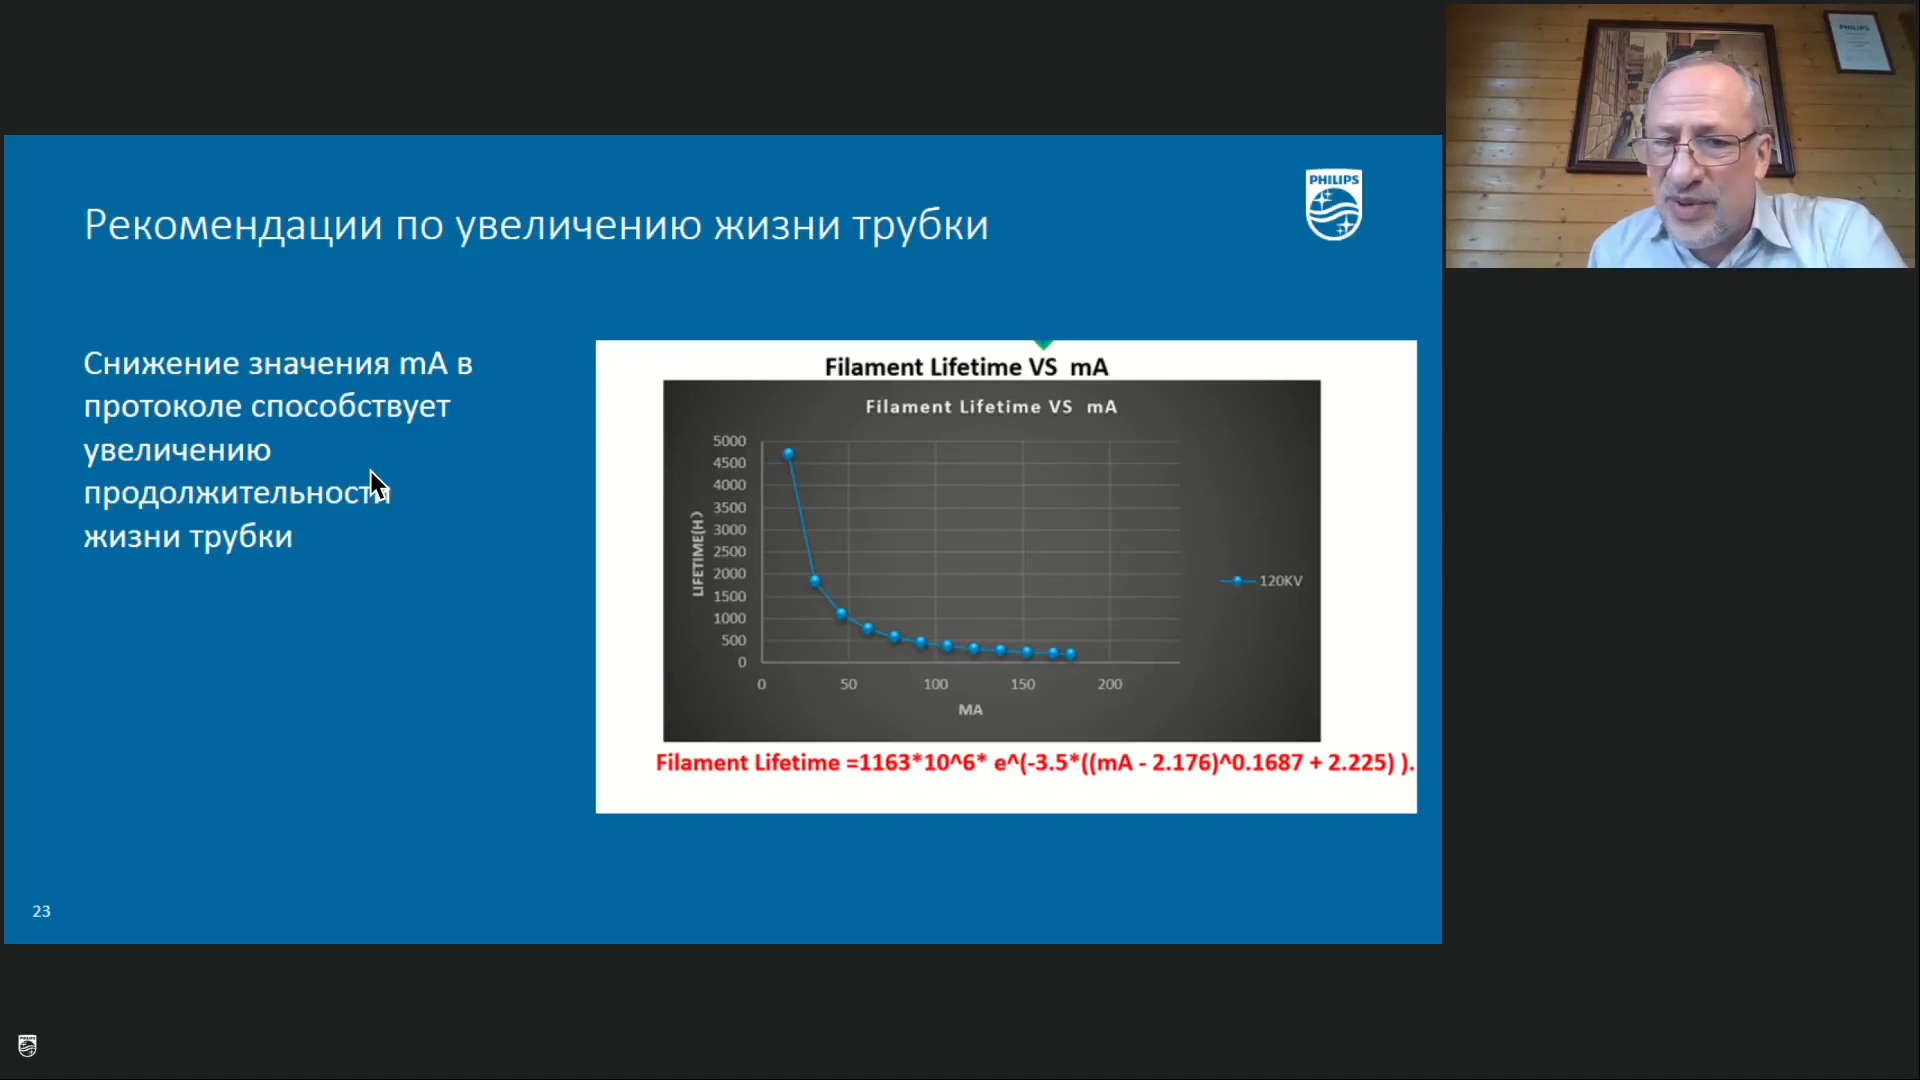 PHILIPS
PHILIPS
Рекомендации по увеличению жизни трубки
Снижение значения mA в
протоколе способствует
увеличению
продолжительности
жизни трубки
Filament Lifetime VS mA
Filament Lifetime VS mA
LIFETIME(H)
5000
4500
4000
3500
3000
2500
2000
1500
1000
500
0
0 50 100 150 200
MA
120KV
Filament Lifetime =1163*10^6* e^(-3.5*((mA - 2.176)^0.1687 + 2.225) ).
23